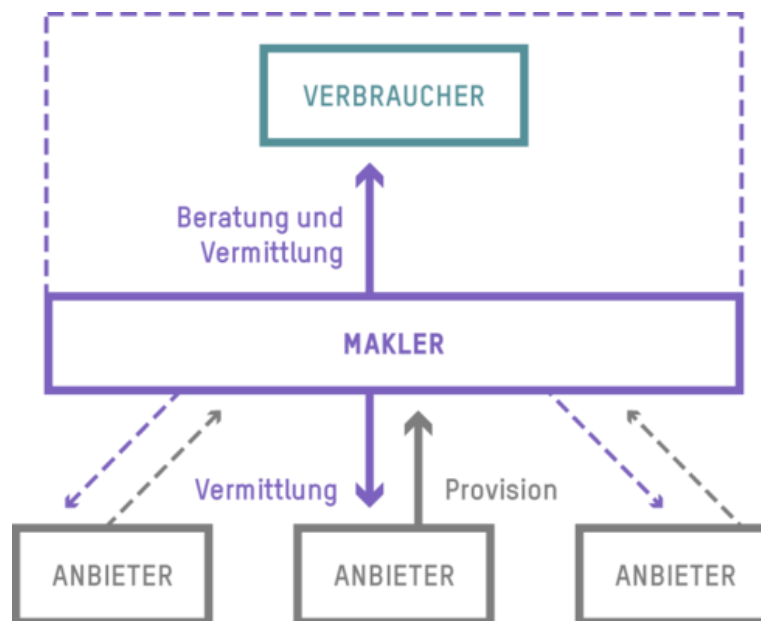 VERBRAUCHER
Beratung und
Vermittlung
MAKLER
Vermittlung
Provision
ANBIETER
ANBIETER
ANBIETER